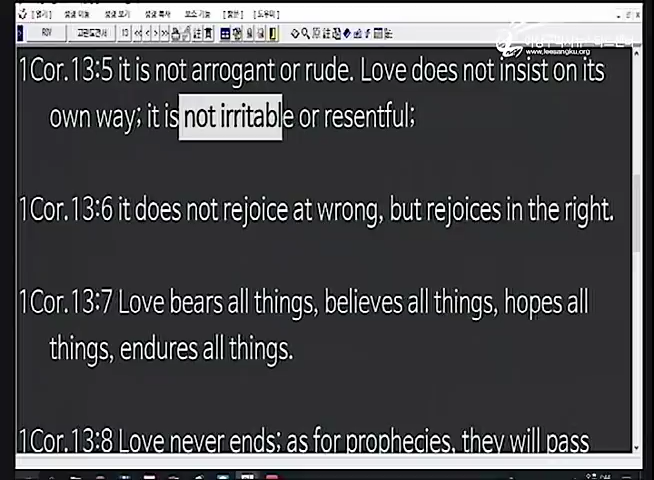 1Cor.13:5 it is not arrogant or rude. Love does not insist on its
own way; it is not irritable or resentful;
1Cor.13:6 it does not rejoice at wrong, but rejoices in the right.
1Cor.13:7 Love bears all things, believes all things, hopes all
things, endures all things.
1Cor.13:8 Love never ends; as for prophecies, they will pass
www.leesangku.org